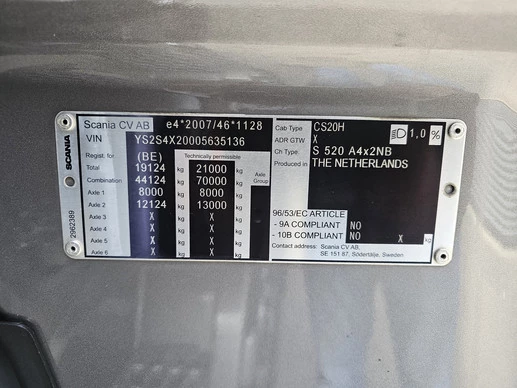 SCANIA
2962389
Scania CV AB e4*2007/46*1128
VIN YS2S4X20005635136
Regist. for (BE) Technically permissible
Total 19124 kg 21000 kg
Combination 44124 kg 70000 kg Axle Group
Axle 1 8000 kg 8000 kg
Axle 2 12124 kg 13000 kg
Axle 3 X kg X kg
Axle 4 X kg X kg
Axle 5 X kg X kg
Axle 6 X kg X kg
Cab Type CS20H 1,0 %
ADR GTW X
Ch Type S 520 A4x2NB
Produced in THE NETHERLANDS
96/53/EC ARTICLE
- 9A COMPLIANT NO
- 10B COMPLIANT NO X kg
Contact address: Scania CV AB,
SE 151 87, Södertälje, Sweden